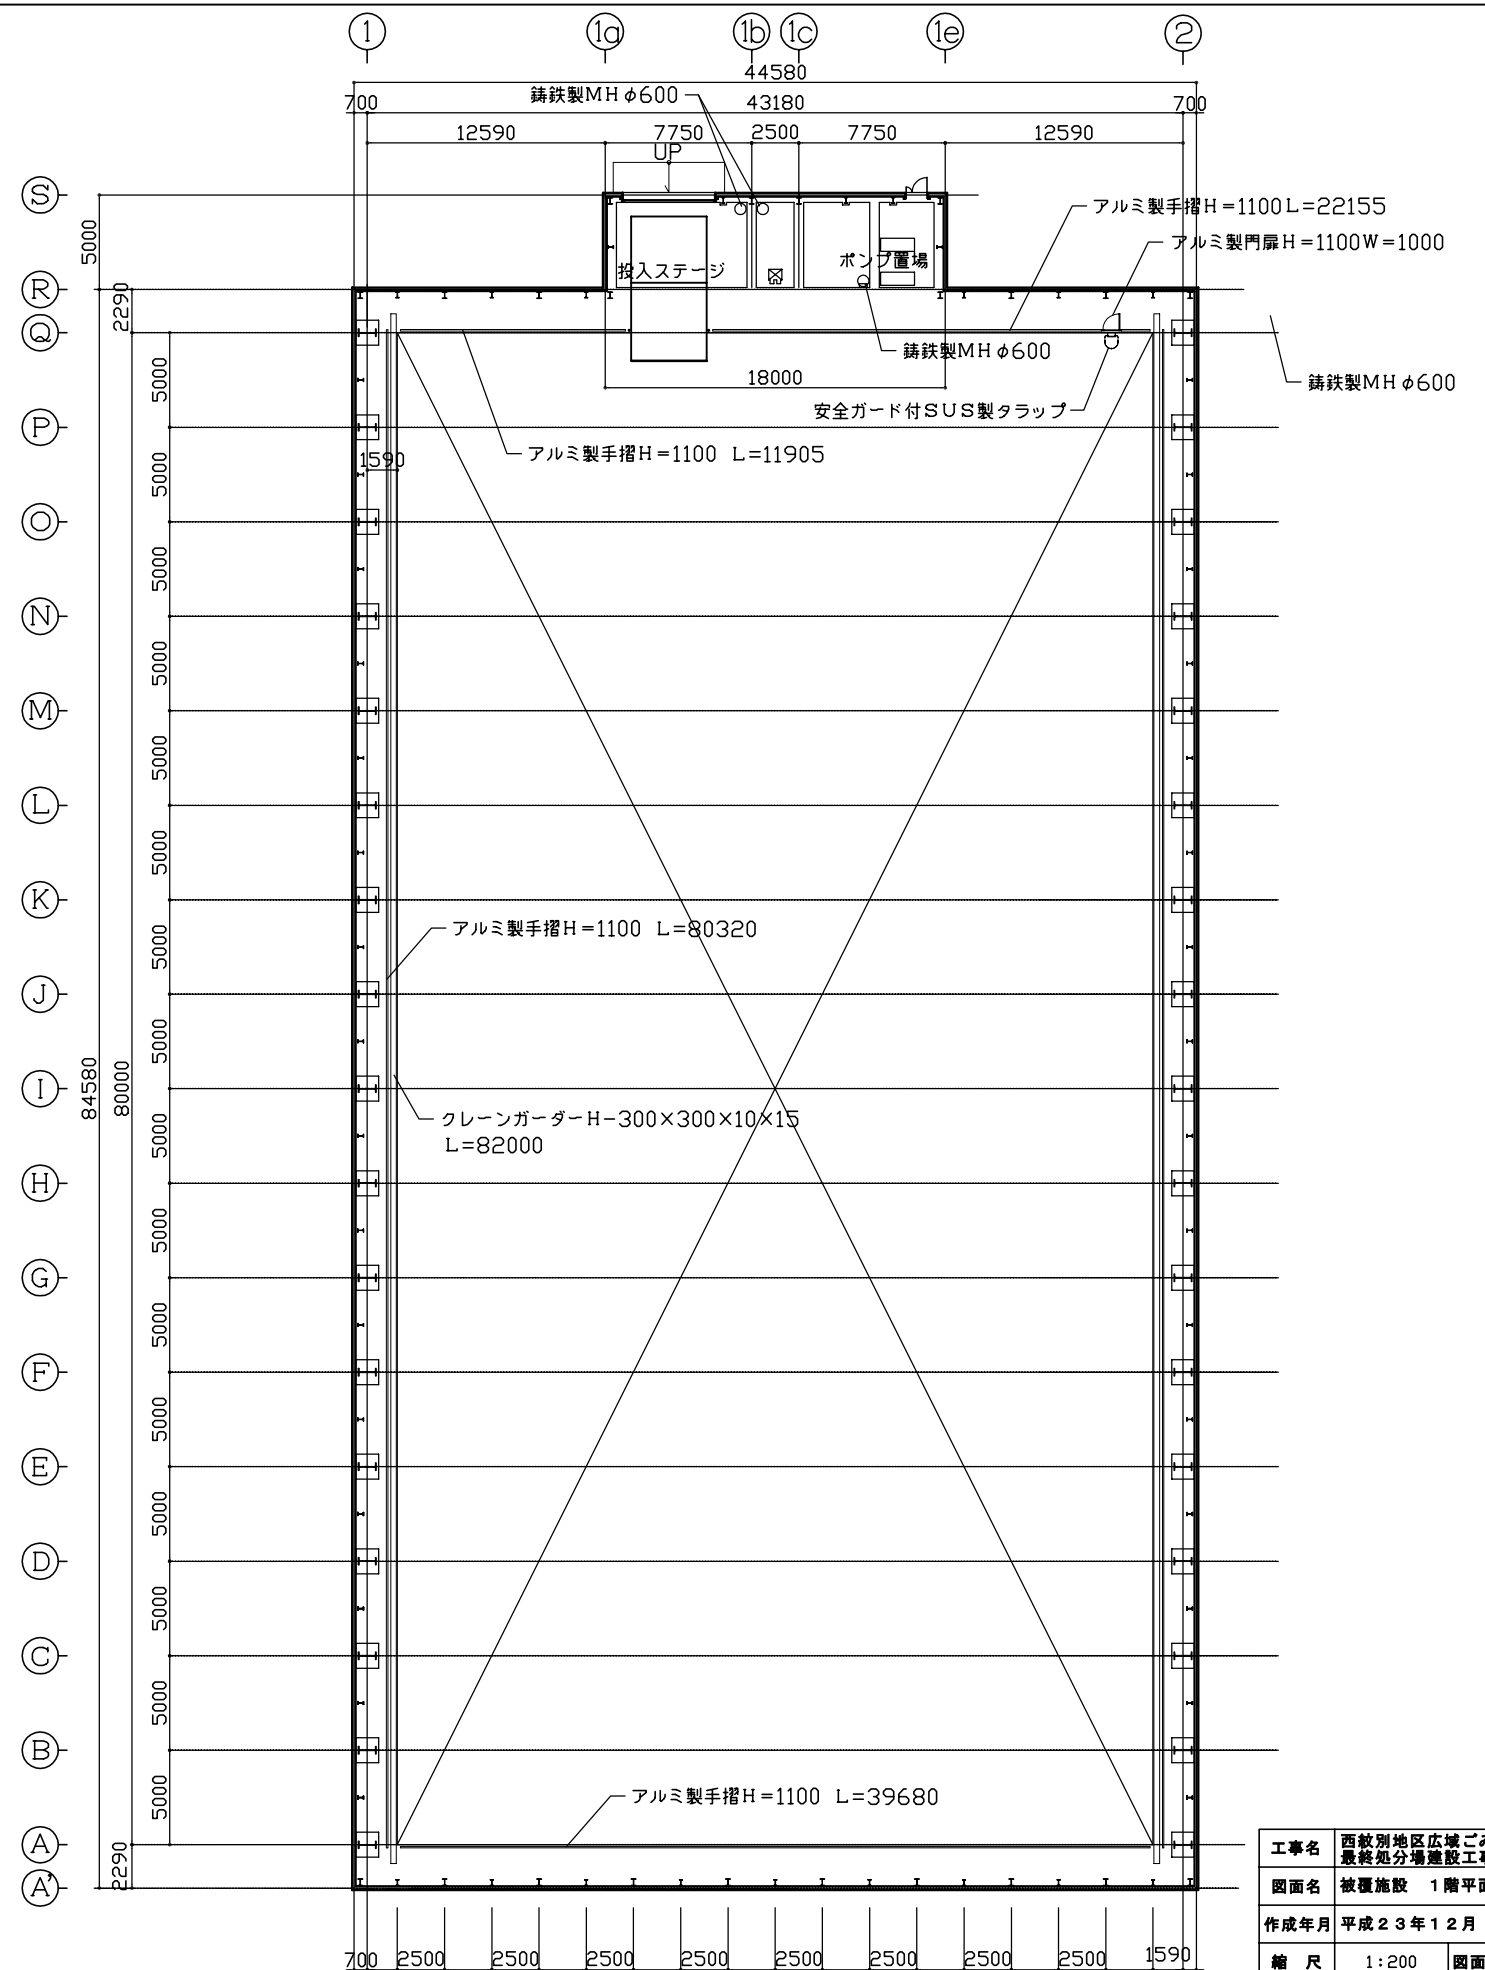 1 1a 1b 1c 1e 2
44580
鋳鉄製MHφ600
700 43180 700
12590 7750 2500 7750 12590
UP
S
アルミ製手摺H=1100L=22155
5000
アルミ製門扉H=1100W=1000
投入ステージ
ポンプ置場
R
2290
Q
鋳鉄製MHφ600
18000
鋳鉄製MHφ600
5000
安全ガード付SUS製タラップ
P
アルミ製手摺H=1100 L=11905
1590
5000
O
5000
N
5000
M
5000
L
5000
K
アルミ製手摺H=1100 L=80320
5000
J
5000
84580
80000
I
クレーンガーダーH-300×300×10×15
L=82000
5000
H
5000
G
5000
F
5000
E
5000
D
5000
C
5000
B
アルミ製手摺H=1100 L=39680
5000
A
2290
A'
700 2500 2500 2500 2500 2500 2500 2500 2500 1590
工事名 西紋別地区広域ごみ
最終処分場建設工事
図面名 被覆施設 1階平面
作成年月 平成23年12月
縮 尺 1:200 図面